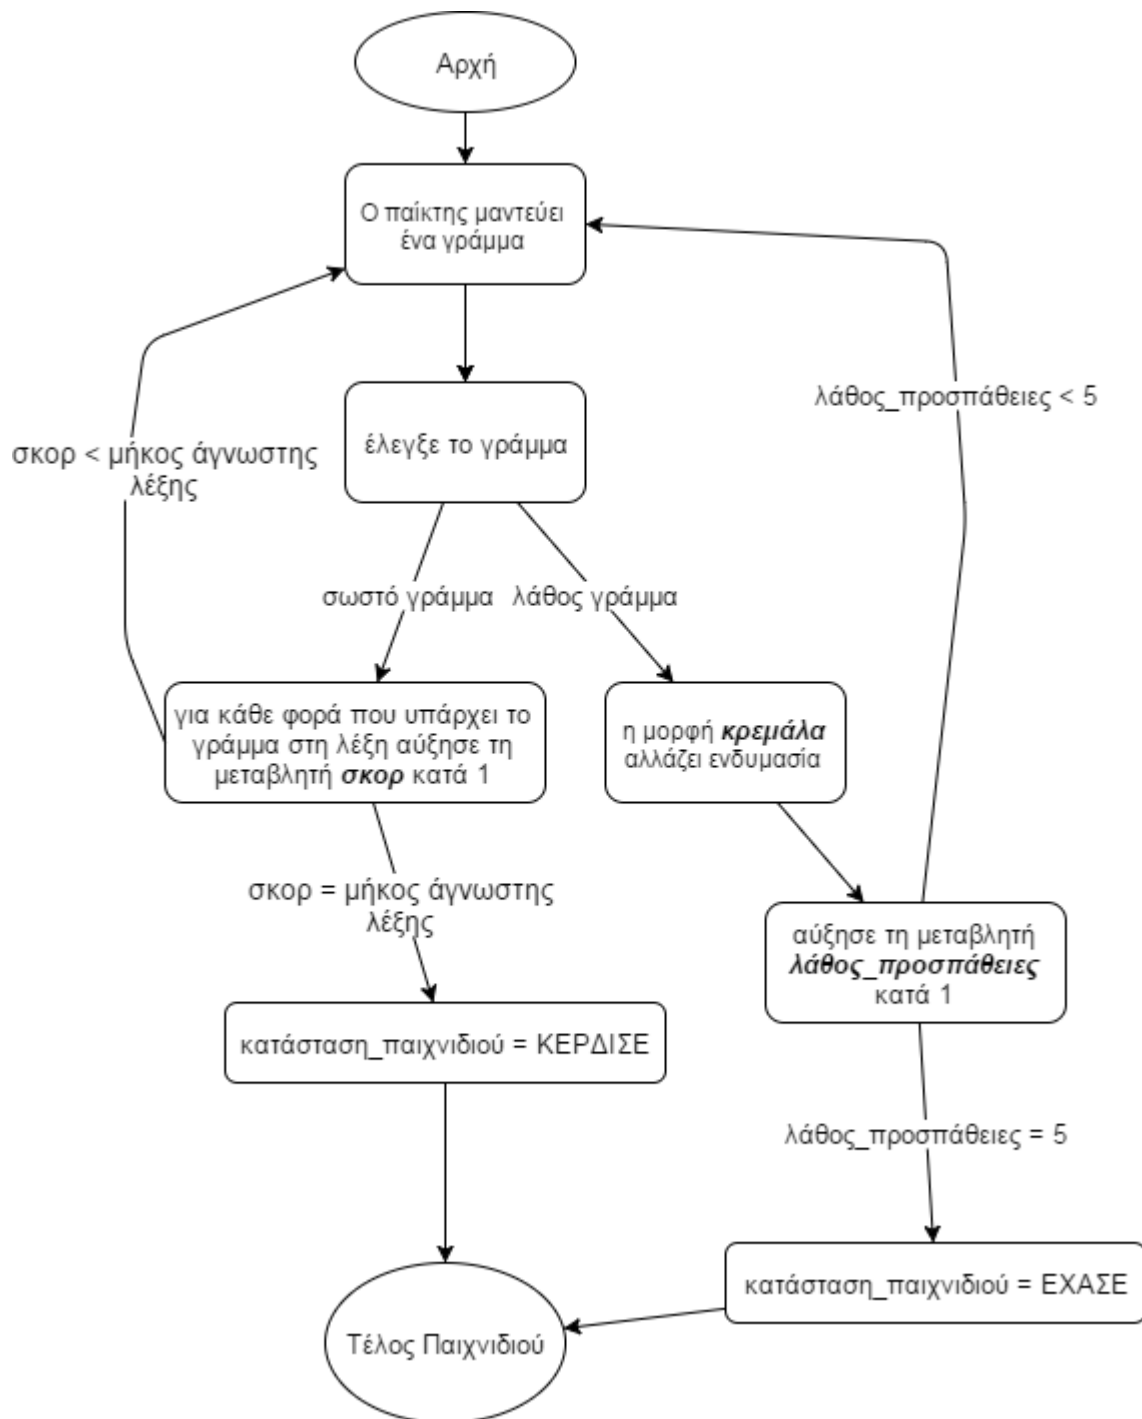 Αρχή
Ο παίκτης μαντεύει
ένα γράμμα
λάθος_προσπάθειες < 5
έλεγξε το γράμμα
σκορ < μήκος άγνωστης
λέξης
σωστό γράμμα
λάθος γράμμα
για κάθε φορά που υπάρχει το
γράμμα στη λέξη αύξησε τη
μεταβλητή σκορ κατά 1
η μορφή κρεμάλα
αλλάζει ενδυμασία
σκορ = μήκος άγνωστης
λέξης
αύξησε τη μεταβλητή
λάθος_προσπάθειες
κατά 1
κατάσταση_παιχνιδιού = ΚΕΡΔΙΣΕ
λάθος_προσπάθειες = 5
κατάσταση_παιχνιδιού = ΕΧΑΣΕ
Τέλος Παιχνιδιού